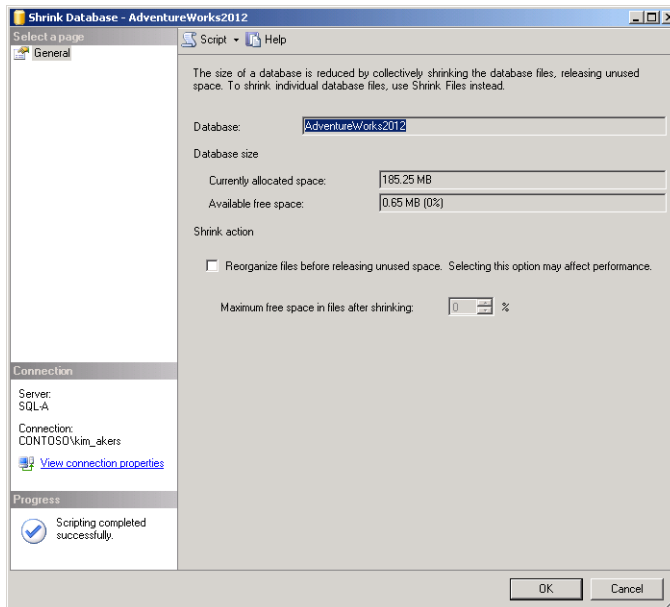 Shrink Database - AdventureWorks2012
Select a page
General
Script
Help
The size of a database is reduced by collectively shrinking the database files, releasing unused
space. To shrink individual database files, use Shrink Files instead.
Database:
AdventureWorks2012
Database size
Currently allocated space:
185.25 MB
Available free space:
0.65 MB (0%)
Shrink action
Reorganize files before releasing unused space. Selecting this option may affect performance.
Maximum free space in files after shrinking:
0
%
Connection
Server:
SQL-A
Connection:
CONTOSO\kim_akers
View connection properties
Progress
Scripting completed
successfully.
OK
Cancel